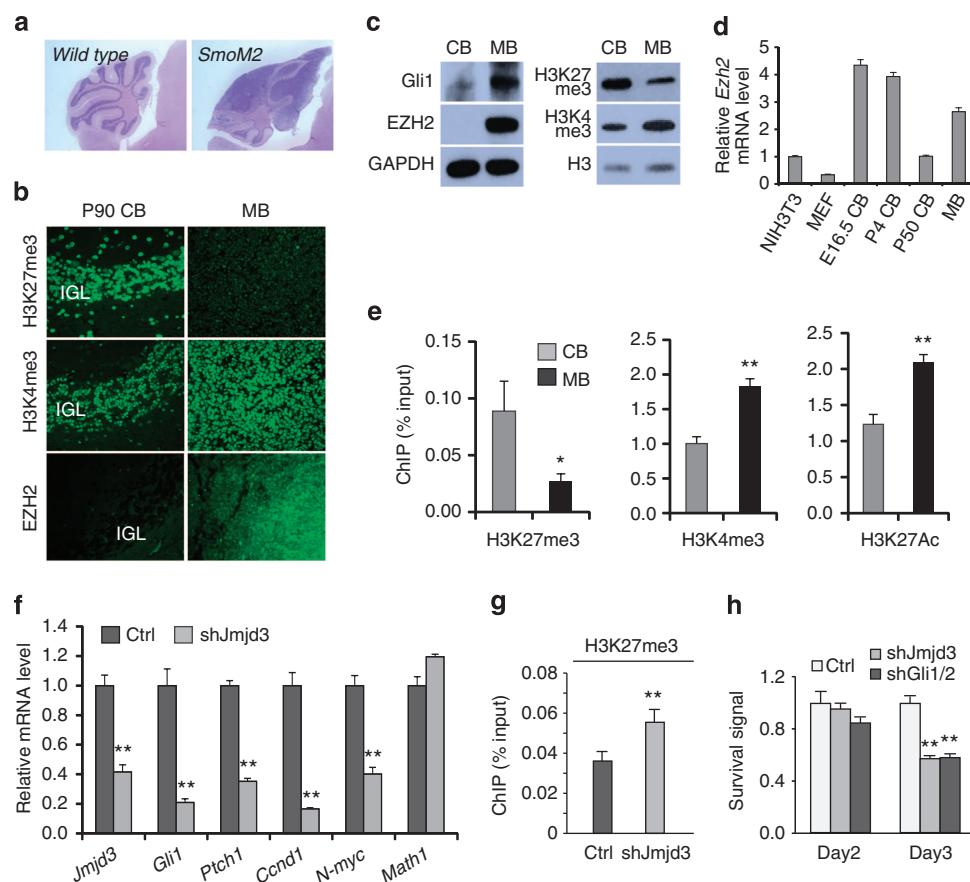 a
Wild type
SmoM2
b
P90 CB
MB
H3K27me3
IGL
H3K4me3
IGL
EZH2
IGL
c
CB MB
Gli1
EZH2
GAPDH
CB MB
H3K27
me3
H3K4
me3
H3
d
Relative Ezh2
mRNA level
5
4
3
2
1
0
NIH3T3
MEF
E16.5 CB
P4 CB
P50 CB
MB
e
ChIP (% input)
0.15
0.10
0.05
0.00
CB
MB
*
H3K27me3
2.5
2.0
1.5
1.0
0.5
0.0
**
H3K4me3
2.5
2.0
1.5
1.0
0.5
0.0
**
H3K27Ac
f
Relative mRNA level
1.4
1.2
1.0
0.8
0.6
0.4
0.2
0
Ctrl
shJmjd3
**
**
**
**
**
Jmjd3
Gli1
Ptch1
Ccnd1
N-myc
Math1
g
H3K27me3
ChIP (% input)
0.08
0.06
0.04
0.02
0
**
Ctrl shJmjd3
h
Ctrl
shJmjd3
shGli1/2
Survival signal
1.2
0.8
0.4
0.0
** **
Day2
Day3